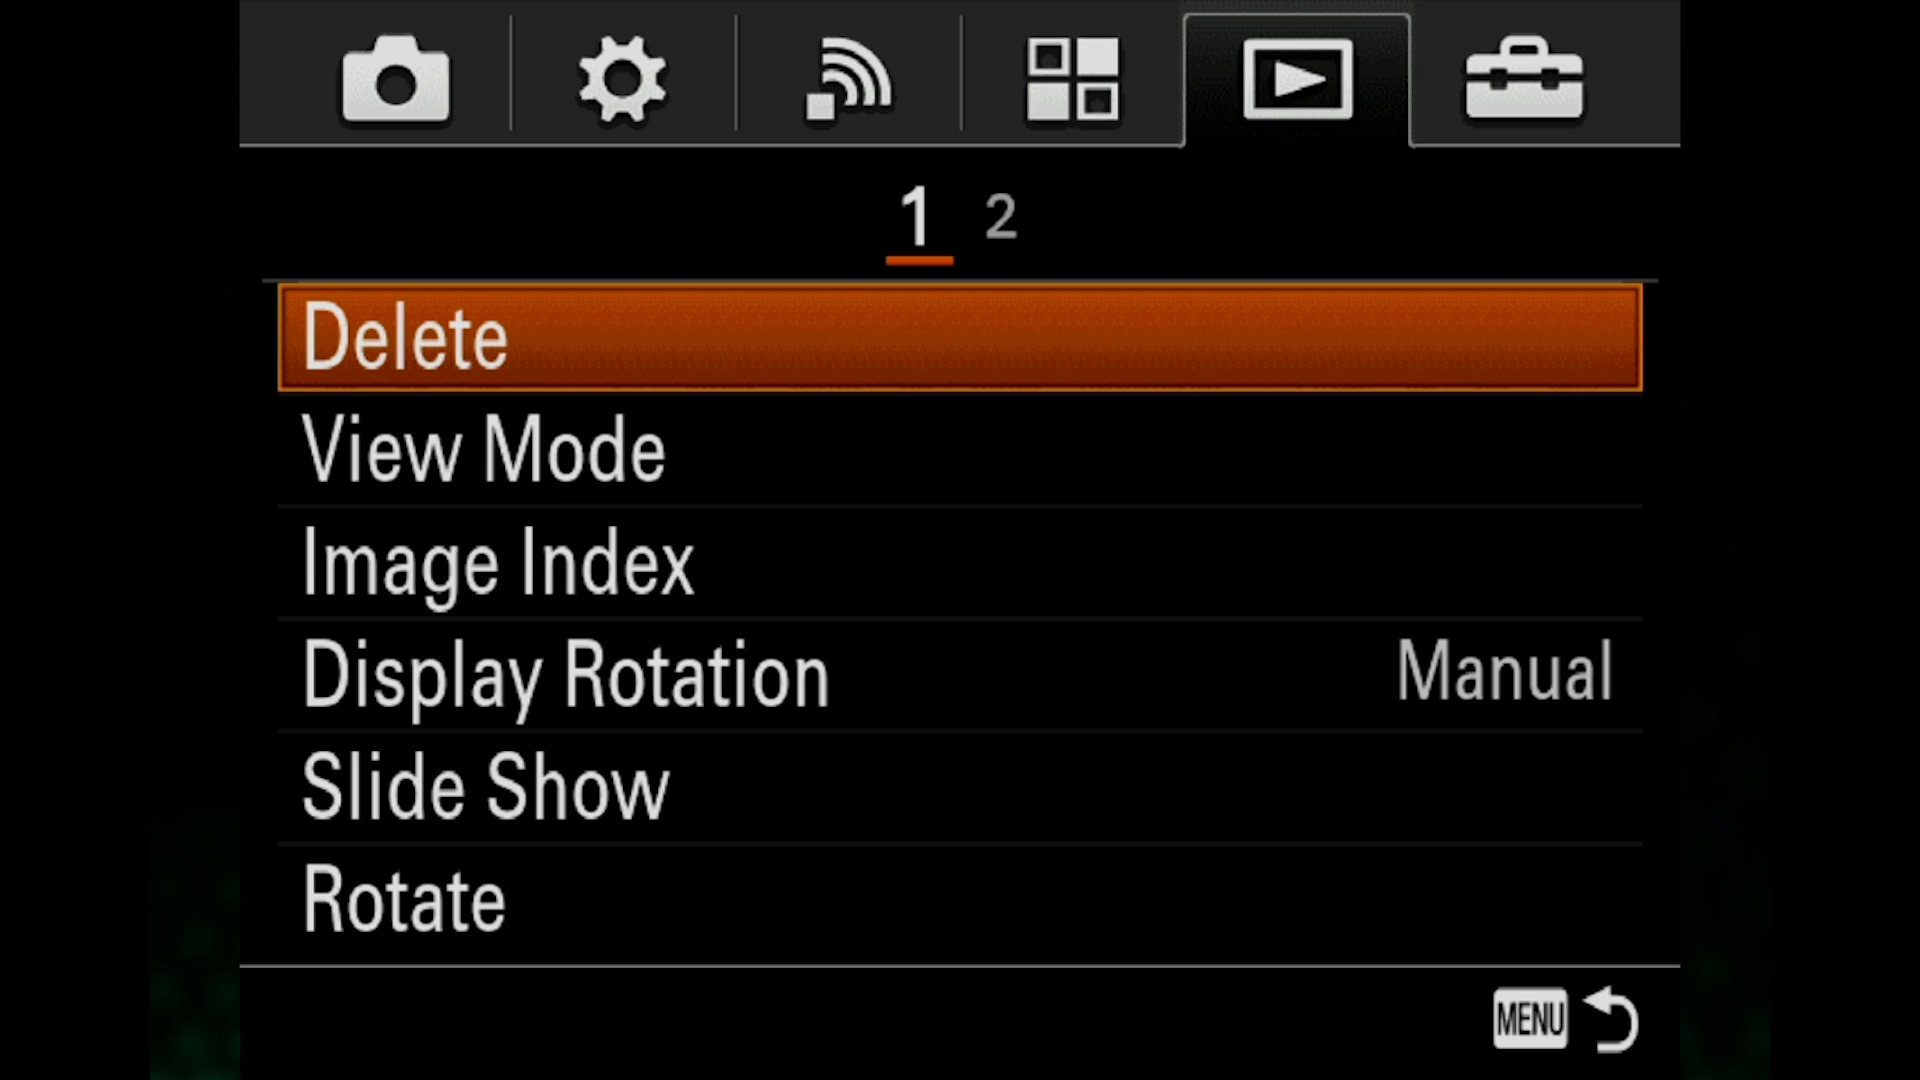 1 2
Delete
View Mode
Image Index
Display Rotation Manual
Slide Show
Rotate
MENU